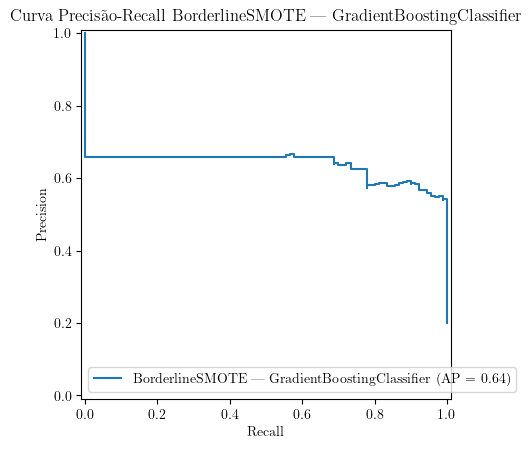 Curva Precisão-Recall BorderlineSMOTE — GradientBoostingClassifier
1.0
0.8
0.6
0.4
0.2
0.0
Precision
BorderlineSMOTE — GradientBoostingClassifier (AP = 0.64)
0.0 0.2 0.4 0.6 0.8 1.0
Recall